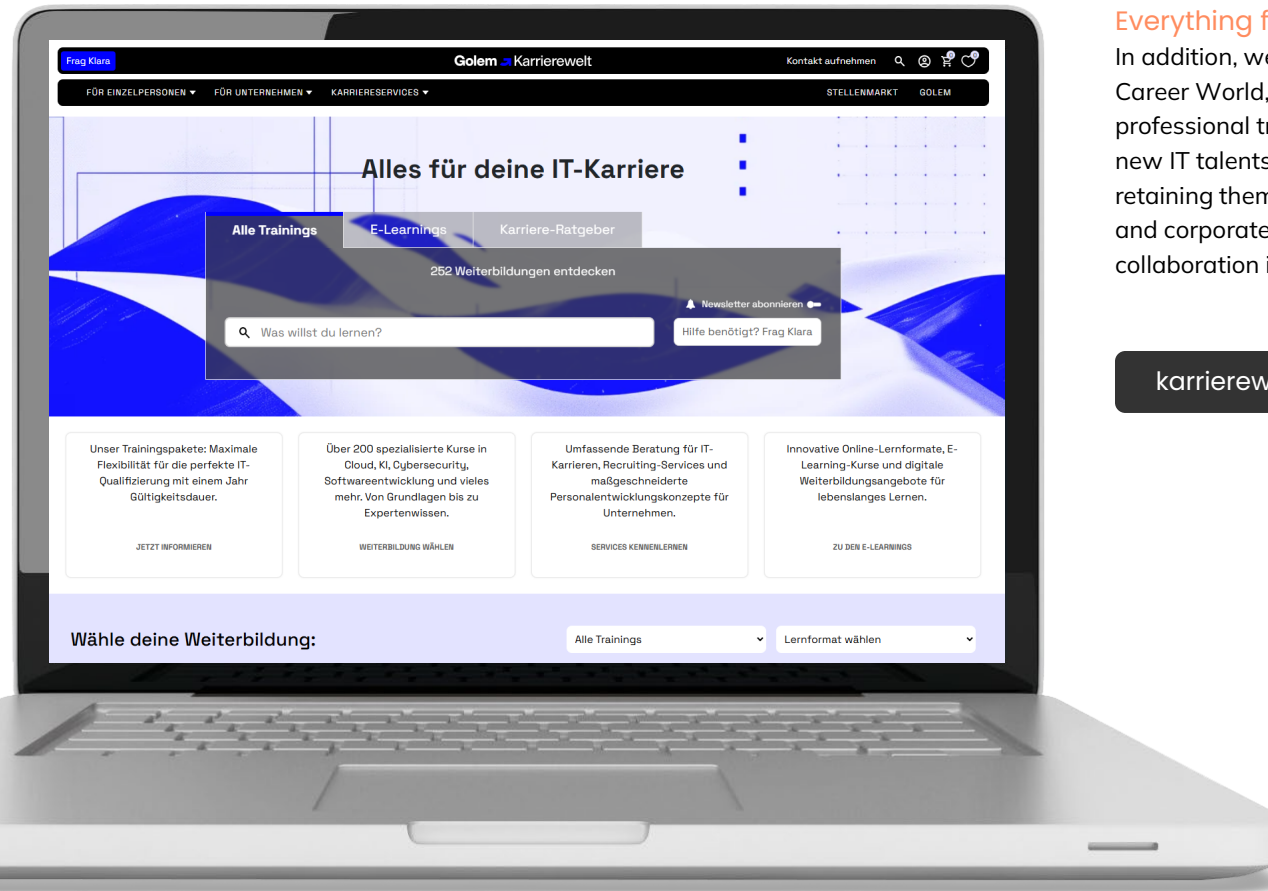 Frag Klara
Golem Karrierewelt
Kontakt aufnehmen
0
0
FÜR EINZELPERSONEN
FÜR UNTERNEHMEN
KARRIERESERVICES
STELLENMARKT
GOLEM
Alles für deine IT-Karriere
Alle Trainings
E-Learnings
Karriere-Ratgeber
252 Weiterbildungen entdecken
Newsletter abonnieren
Was willst du lernen?
Hilfe benötigt? Frag Klara
Unser Trainingspakete: Maximale
Flexibilität für die perfekte IT-
Qualifizierung mit einem Jahr
Gültigkeitsdauer.
JETZT INFORMIEREN
Über 200 spezialisierte Kurse in
Cloud, KI, Cybersecurity,
Softwareentwicklung und vieles
mehr. Von Grundlagen bis zu
Expertenwissen.
WEITERBILDUNG WÄHLEN
Umfassende Beratung für IT-
Karrieren, Recruiting-Services und
maßgeschneiderte
Personalentwicklungskonzepte für
Unternehmen.
SERVICES KENNENLERNEN
Innovative Online-Lernformate, E-
Learning-Kurse und digitale
Weiterbildungsangebote für
lebenslanges Lernen.
ZU DEN E-LEARNINGS
Wähle deine Weiterbildung:
Alle Trainings
Lernformat wählen
Everything f
In addition, we
Career World,
professional tr
new IT talents
retaining them
and corporate
collaboration i
karrierew